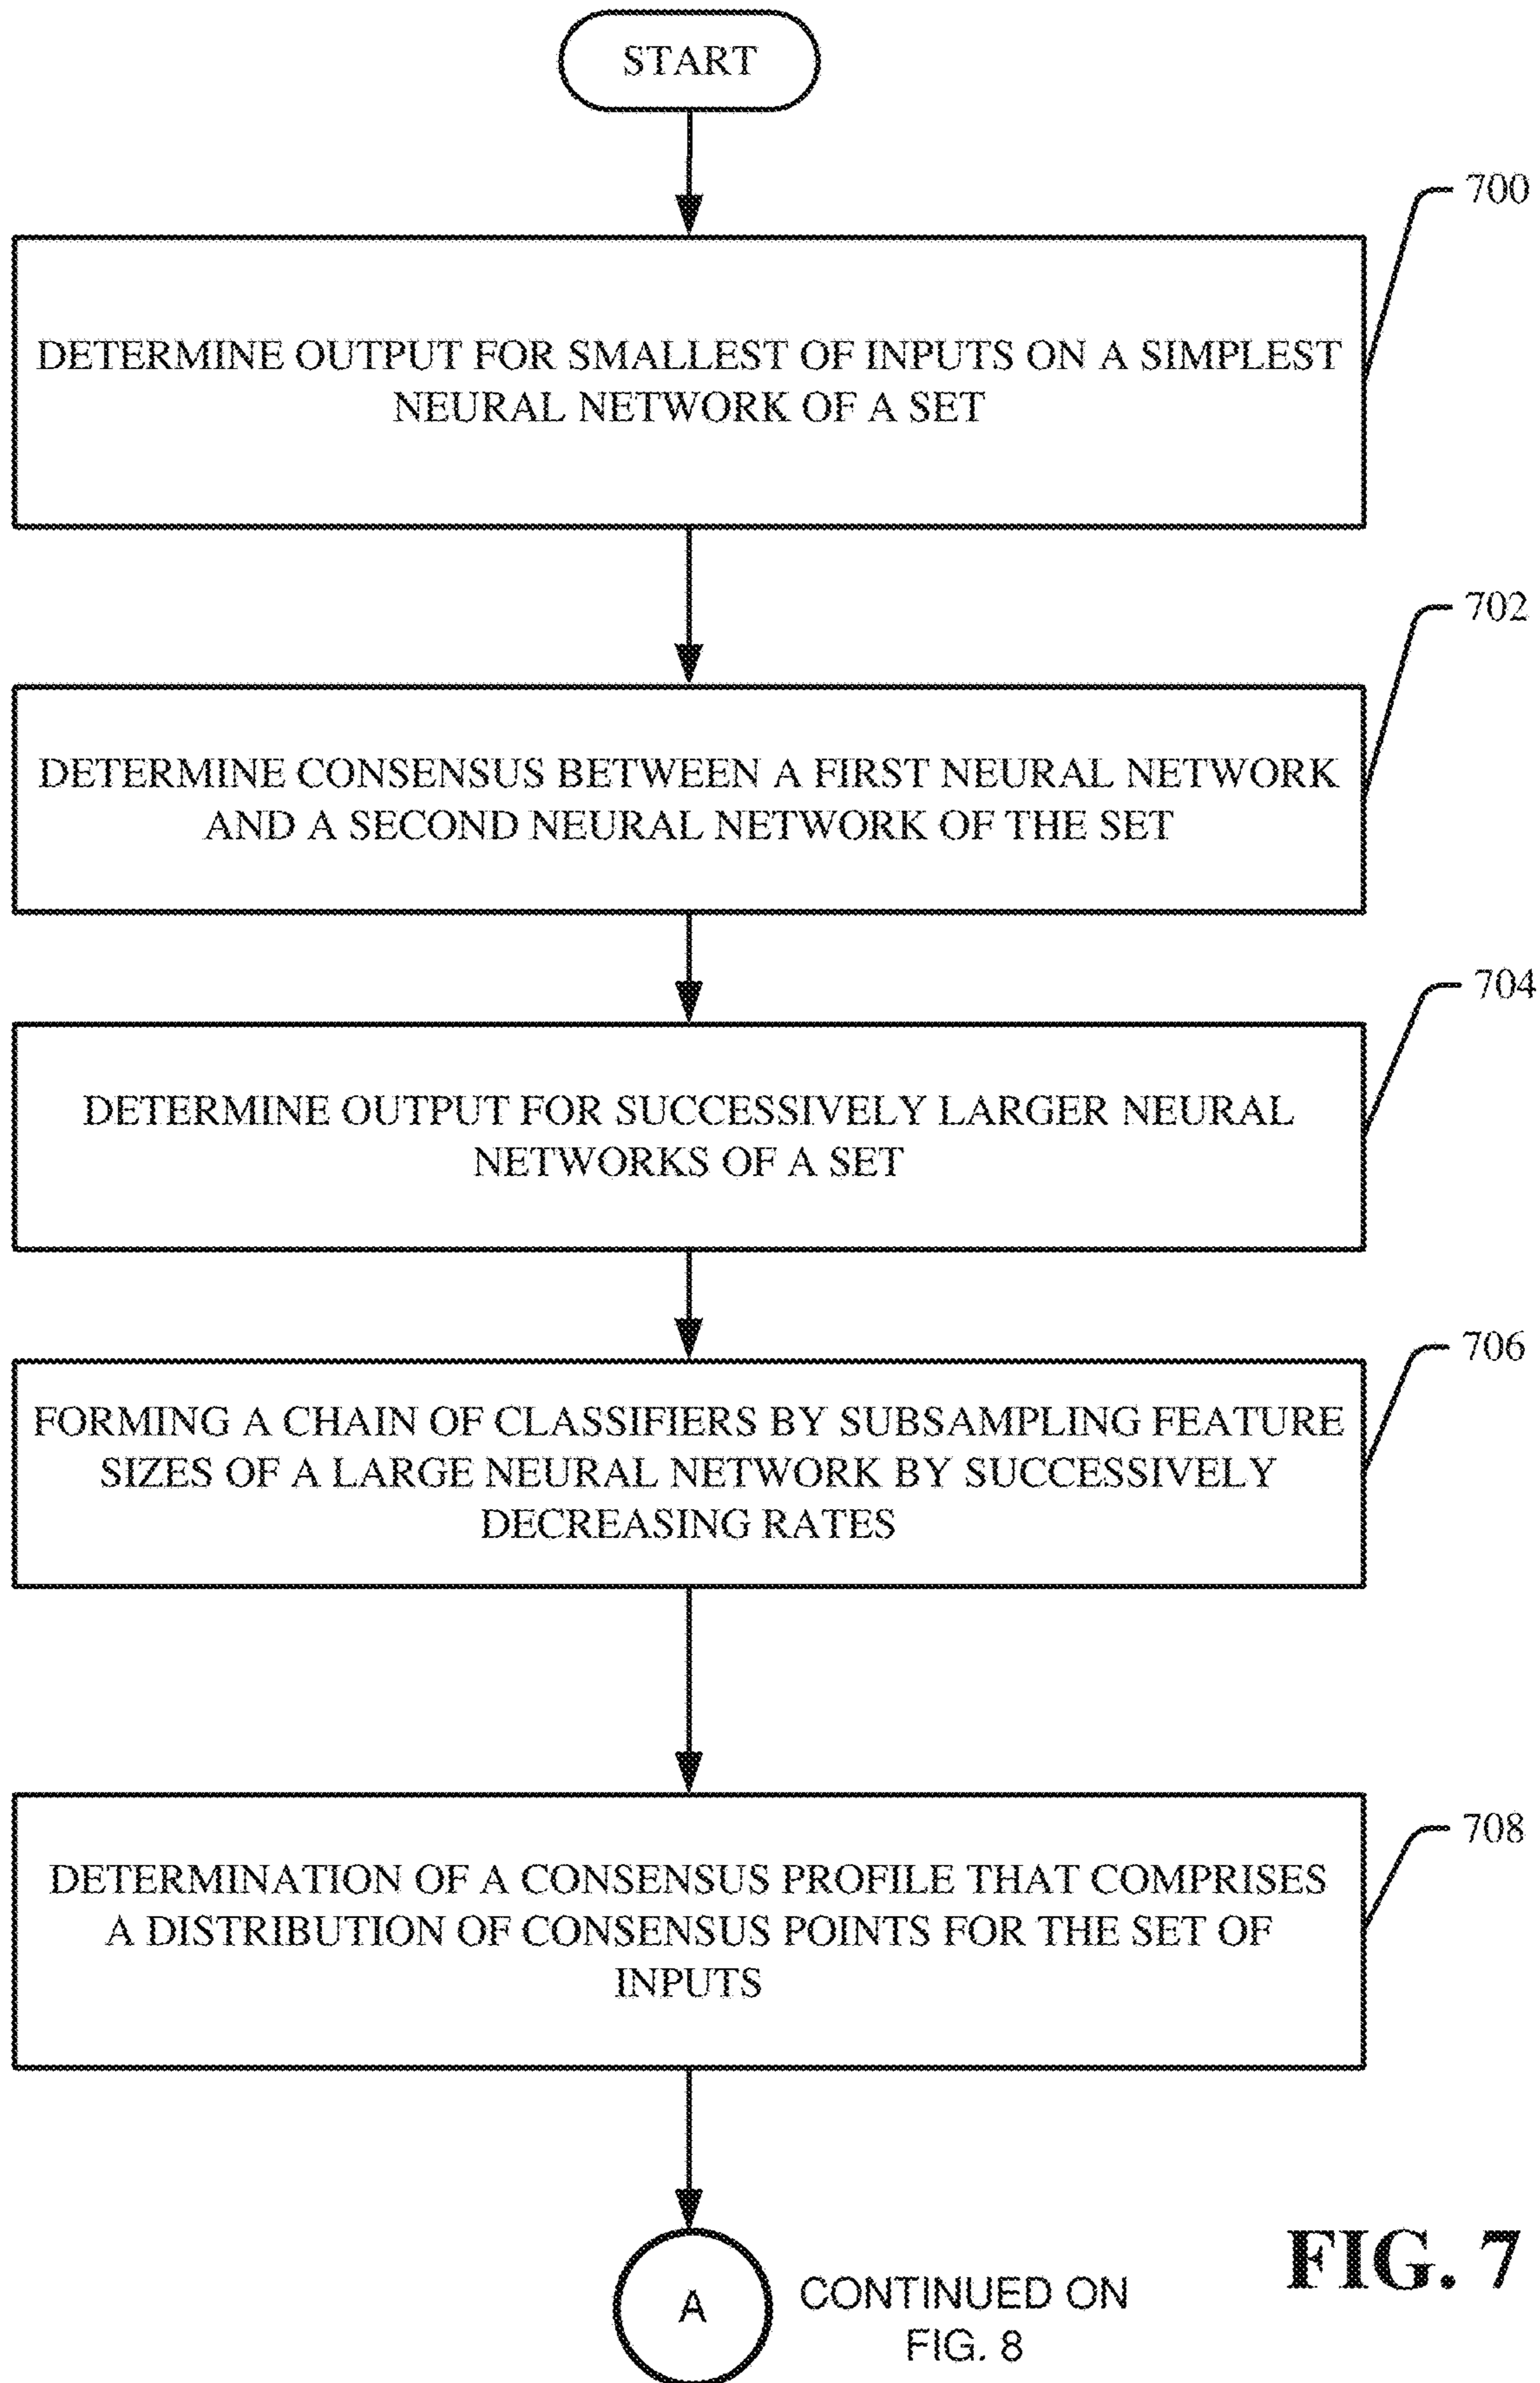 START
700
DETERMINE OUTPUT FOR SMALLEST OF INPUTS ON A SIMPLEST
NEURAL NETWORK OF A SET
702
DETERMINE CONSENSUS BETWEEN A FIRST NEURAL NETWORK
AND A SECOND NEURAL NETWORK OF THE SET
704
DETERMINE OUTPUT FOR SUCCESSIVELY LARGER NEURAL
NETWORKS OF A SET
706
FORMING A CHAIN OF CLASSIFIERS BY SUBSAMPLING FEATURE
SIZES OF A LARGE NEURAL NETWORK BY SUCCESSIVELY
DECREASING RATES
708
DETERMINATION OF A CONSENSUS PROFILE THAT COMPRISES
A DISTRIBUTION OF CONSENSUS POINTS FOR THE SET OF
INPUTS
A
CONTINUED ON
FIG. 8
FIG. 7